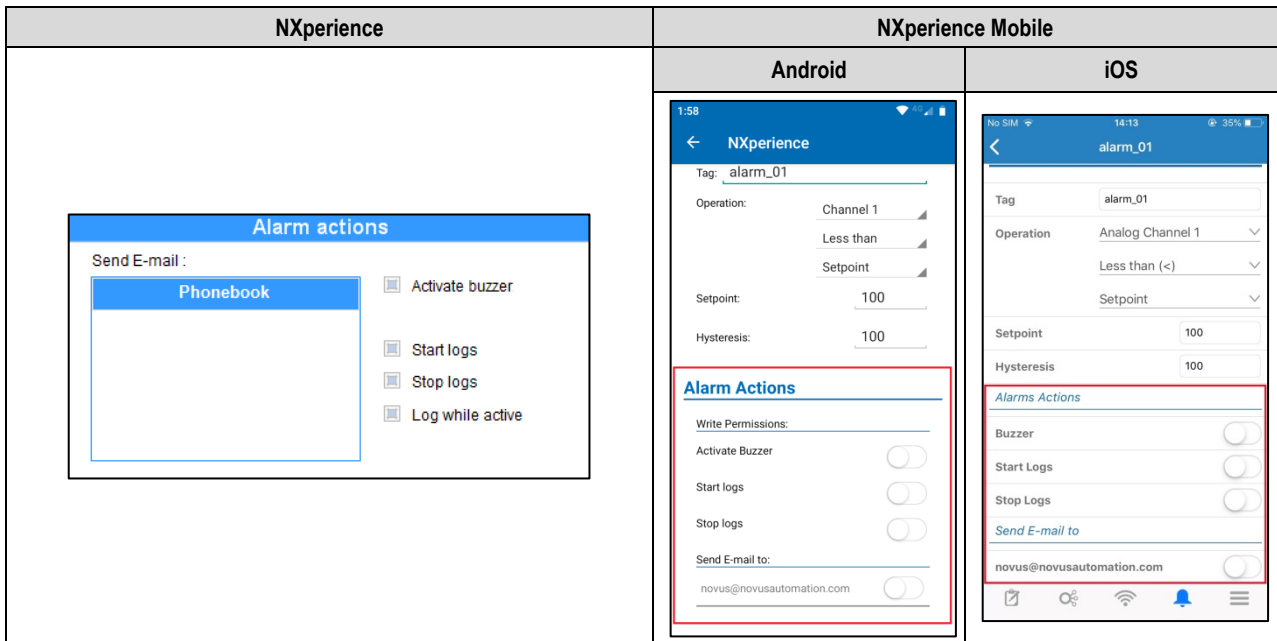 NXperience
NXperience Mobile
Android
iOS
Alarm actions
Send E-mail :
Phonebook
Activate buzzer
Start logs
Stop logs
Log while active
1:58
4G
NXperience
Tag: alarm_01
Operation: Channel 1
Less than
Setpoint
Setpoint: 100
Hysteresis: 100
Alarm Actions
Write Permissions:
Activate Buzzer
Start logs
Stop logs
Send E-mail to:
novus@novusautomation.com
No SIM 14:13 35%
alarm_01
Tag alarm_01
Operation Analog Channel 1
Less than (<)
Setpoint
Setpoint 100
Hysteresis 100
Alarms Actions
Buzzer
Start Logs
Stop Logs
Send E-mail to
novus@novusautomation.com